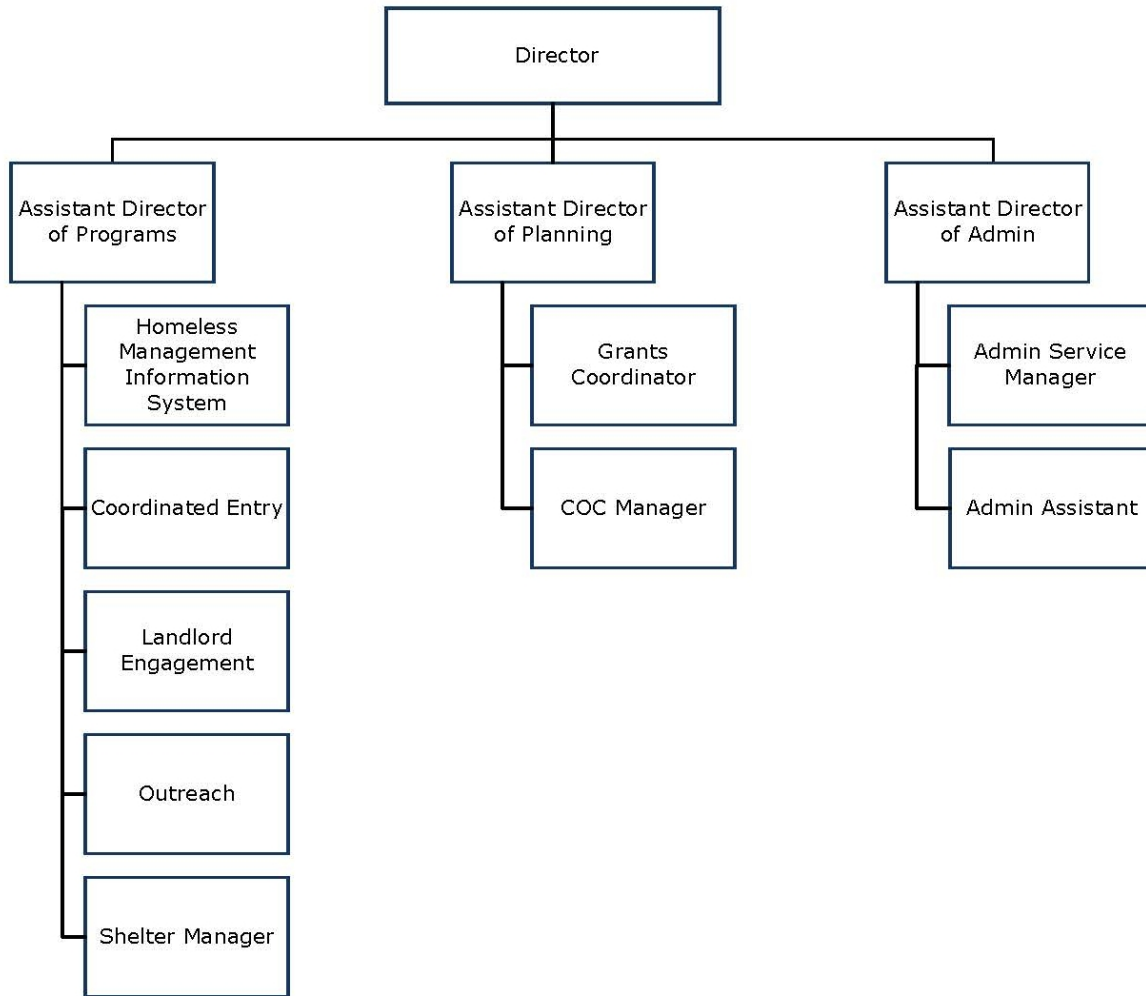 Director
Assistant Director
of Programs
Assistant Director
of Planning
Assistant Director
of Admin
Homeless
Management
Information
System
Grants
Coordinator
Admin Service
Manager
Coordinated Entry
COC Manager
Admin Assistant
Landlord
Engagement
Outreach
Shelter Manager